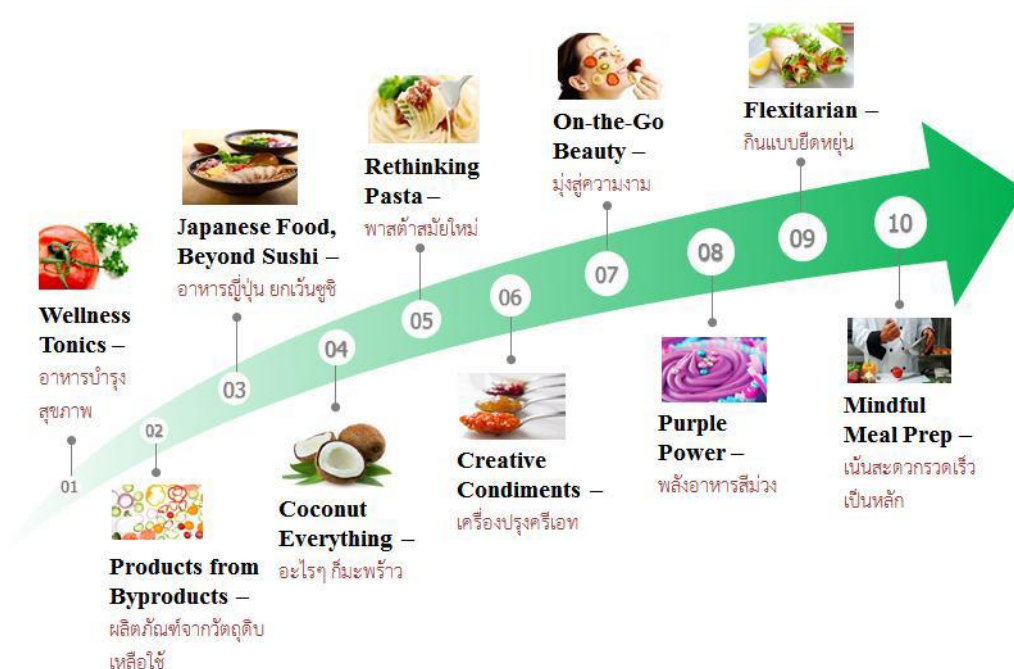 Wellness
Tonics –
อาหารบำรุง
สุขภาพ
01
02
Products from
Byproducts –
ผลิตภัณฑ์จากวัตถุดิบ
เหลือใช้
Japanese Food,
Beyond Sushi –
อาหารญี่ปุ่น ยกเว้นซูชิ
03
04
Coconut
Everything –
อะไรๆ ก็มะพร้าว
Rethinking
Pasta –
พาสต้าสมัยใหม่
05
06
Creative
Condiments –
เครื่องปรุงครีเอท
On-the-Go
Beauty –
มุ่งสู่ความงาม
07
08
Purple
Power –
พลังอาหารสีม่วง
Flexitarian –
กินแบบยืดหยุ่น
09
10
Mindful
Meal Prep –
เน้นสะดวกรวดเร็ว
เป็นหลัก